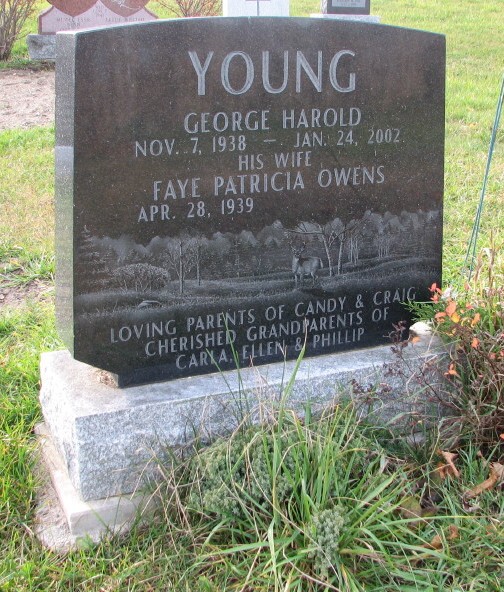 YOUNG
GEORGE HAROLD
NOV. 7, 1938 — JAN. 24, 2002
HIS WIFE
FAYE PATRICIA OWENS
APR. 28, 1939
LOVING PARENTS OF CANDY & CRAIG
CHERISHED GRANDPARENTS OF
CARLA, ELLEN & PHILLIP